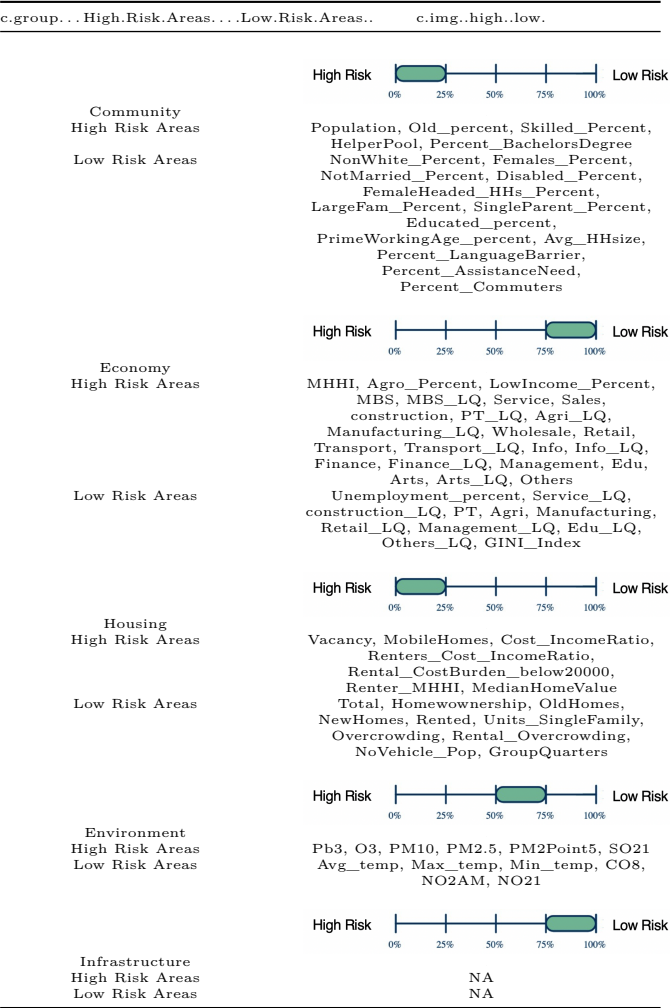 c.group. . . High.Risk.Areas. . . .Low.Risk.Areas.. c.img..high..low.
High Risk Low Risk
0% 25% 50% 75% 100%
Community
High Risk Areas Population, Old_percent, Skilled_Percent,
HelperPool, Percent_BachelorsDegree
Low Risk Areas NonWhite_Percent, Females_Percent,
NotMarried_Percent, Disabled_Percent,
FemaleHeaded_HHs_Percent,
LargeFam_Percent, SingleParent_Percent,
Educated_percent,
PrimeWorkingAge_percent, Avg_HHsize,
Percent_LanguageBarrier,
Percent_AssistanceNeed,
Percent_Commuters
High Risk Low Risk
0% 25% 50% 75% 100%
Economy
High Risk Areas MHHI, Agro_Percent, LowIncome_Percent,
MBS, MBS_LQ, Service, Sales,
construction, PT_LQ, Agri_LQ,
Manufacturing_LQ, Wholesale, Retail,
Transport, Transport_LQ, Info, Info_LQ,
Finance, Finance_LQ, Management, Edu,
Arts, Arts_LQ, Others
Low Risk Areas Unemployment_percent, Service_LQ,
construction_LQ, PT, Agri, Manufacturing,
Retail_LQ, Management_LQ, Edu_LQ,
Others_LQ, GINI_Index
High Risk Low Risk
0% 25% 50% 75% 100%
Housing
High Risk Areas Vacancy, MobileHomes, Cost_IncomeRatio,
Renters_Cost_IncomeRatio,
Rental_CostBurden_below20000,
Renter_MHHI, MedianHomeValue
Low Risk Areas Total, Homewownership, OldHomes,
NewHomes, Rented, Units_SingleFamily,
Overcrowding, Rental_Overcrowding,
NoVehicle_Pop, GroupQuarters
High Risk Low Risk
0% 25% 50% 75% 100%
Environment
High Risk Areas Pb3, O3, PM10, PM2.5, PM2Point5, SO21
Low Risk Areas Avg_temp, Max_temp, Min_temp, CO8,
NO2AM, NO21
High Risk Low Risk
0% 25% 50% 75% 100%
Infrastructure
High Risk Areas NA
Low Risk Areas NA